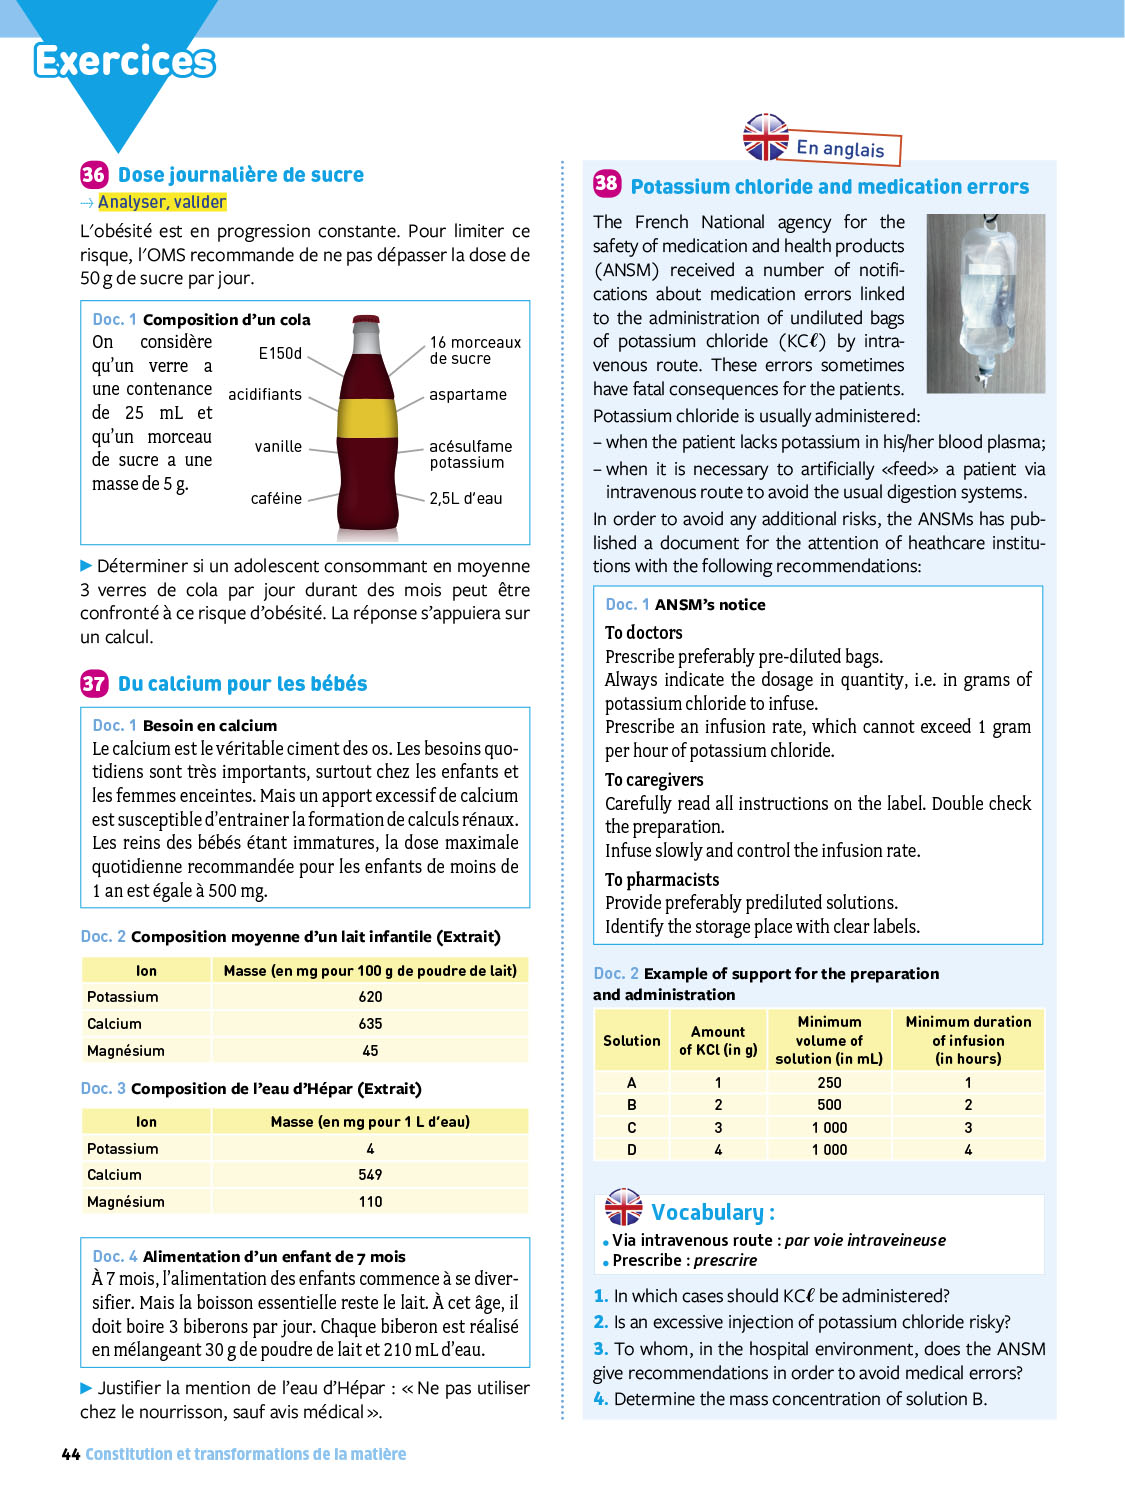 Exercices
36 Dose journalière de sucre
→ Analyser, valider
L'obésité est en progression constante. Pour limiter ce
risque, l'OMS recommande de ne pas dépasser la dose de
50 g de sucre par jour.
Doc. 1 Composition d'un cola
On considère
qu'un verre a
une contenance
de 25 mL et
qu'un morceau
de sucre a une
masse de 5 g.
E150d
acidifiants
vanille
caféine
16 morceaux
de sucre
aspartame
acésulfame
potassium
2,5L d'eau
► Déterminer si un adolescent consommant en moyenne
3 verres de cola par jour durant des mois peut être
confronté à ce risque d'obésité. La réponse s'appuiera sur
un calcul.
37 Du calcium pour les bébés
Doc. 1 Besoin en calcium
Le calcium est le véritable ciment des os. Les besoins quo-
tidiens sont très importants, surtout chez les enfants et
les femmes enceintes. Mais un apport excessif de calcium
est susceptible d'entrainer la formation de calculs rénaux.
Les reins des bébés étant immatures, la dose maximale
quotidienne recommandée pour les enfants de moins de
1 an est égale à 500 mg.
Doc. 2 Composition moyenne d'un lait infantile (Extrait)
Ion Masse (en mg pour 100 g de poudre de lait)
Potassium 620
Calcium 635
Magnésium 45
Doc. 3 Composition de l'eau d'Hépar (Extrait)
Ion Masse (en mg pour 1 L d'eau)
Potassium 4
Calcium 549
Magnésium 110
Doc. 4 Alimentation d'un enfant de 7 mois
À 7 mois, l'alimentation des enfants commence à se diver-
sifier. Mais la boisson essentielle reste le lait. À cet âge, il
doit boire 3 biberons par jour. Chaque biberon est réalisé
en mélangeant 30 g de poudre de lait et 210 mL d'eau.
► Justifier la mention de l'eau d'Hépar : « Ne pas utiliser
chez le nourrisson, sauf avis médical ».
En anglais
38 Potassium chloride and medication errors
The French National agency for the
safety of medication and health products
(ANSM) received a number of notifi-
cations about medication errors linked
to the administration of undiluted bags
of potassium chloride (KCℓ) by intra-
venous route. These errors sometimes
have fatal consequences for the patients.
Potassium chloride is usually administered:
– when the patient lacks potassium in his/her blood plasma;
– when it is necessary to artificially «feed» a patient via
intravenous route to avoid the usual digestion systems.
In order to avoid any additional risks, the ANSMs has pub-
lished a document for the attention of heathcare institu-
tions with the following recommendations:
Doc. 1 ANSM's notice
To doctors
Prescribe preferably pre-diluted bags.
Always indicate the dosage in quantity, i.e. in grams of
potassium chloride to infuse.
Prescribe an infusion rate, which cannot exceed 1 gram
per hour of potassium chloride.
To caregivers
Carefully read all instructions on the label. Double check
the preparation.
Infuse slowly and control the infusion rate.
To pharmacists
Provide preferably prediluted solutions.
Identify the storage place with clear labels.
Doc. 2 Example of support for the preparation
and administration
Solution Amount of KCl (in g) Minimum volume of solution (in mL) Minimum duration of infusion (in hours)
A 1 250 1
B 2 500 2
C 3 1 000 3
D 4 1 000 4
Vocabulary :
• Via intravenous route : par voie intraveineuse
• Prescribe : prescrire
1. In which cases should KCℓ be administered?
2. Is an excessive injection of potassium chloride risky?
3. To whom, in the hospital environment, does the ANSM
give recommendations in order to avoid medical errors?
4. Determine the mass concentration of solution B.
44 Constitution et transformations de la matière